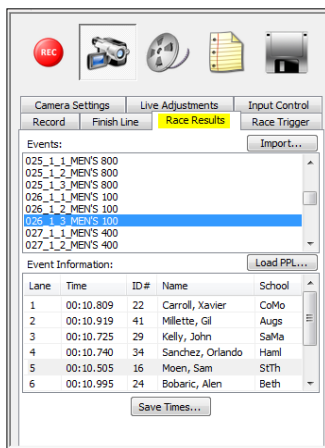 REC
Camera Settings Live Adjustments Input Control
Record Finish Line Race Results Race Trigger
Events: Import...
025_1_1_MEN'S 800
025_1_2_MEN'S 800
025_1_3_MEN'S 800
026_1_1_MEN'S 100
026_1_2_MEN'S 100
026_1_3_MEN'S 100
027_1_1_MEN'S 400
027_1_2_MEN'S 400
Event Information: Load PPL...
Lane Time ID# Name School
1 00:10.809 22 Carroll, Xavier CoMo
2 00:10.919 41 Millette, Gil Augs
3 00:10.725 29 Kelly, John SaMa
4 00:10.740 34 Sanchez, Orlando Haml
5 00:10.505 16 Moen, Sam StTh
6 00:10.995 24 Bobaric, Alen Beth
Save Times...